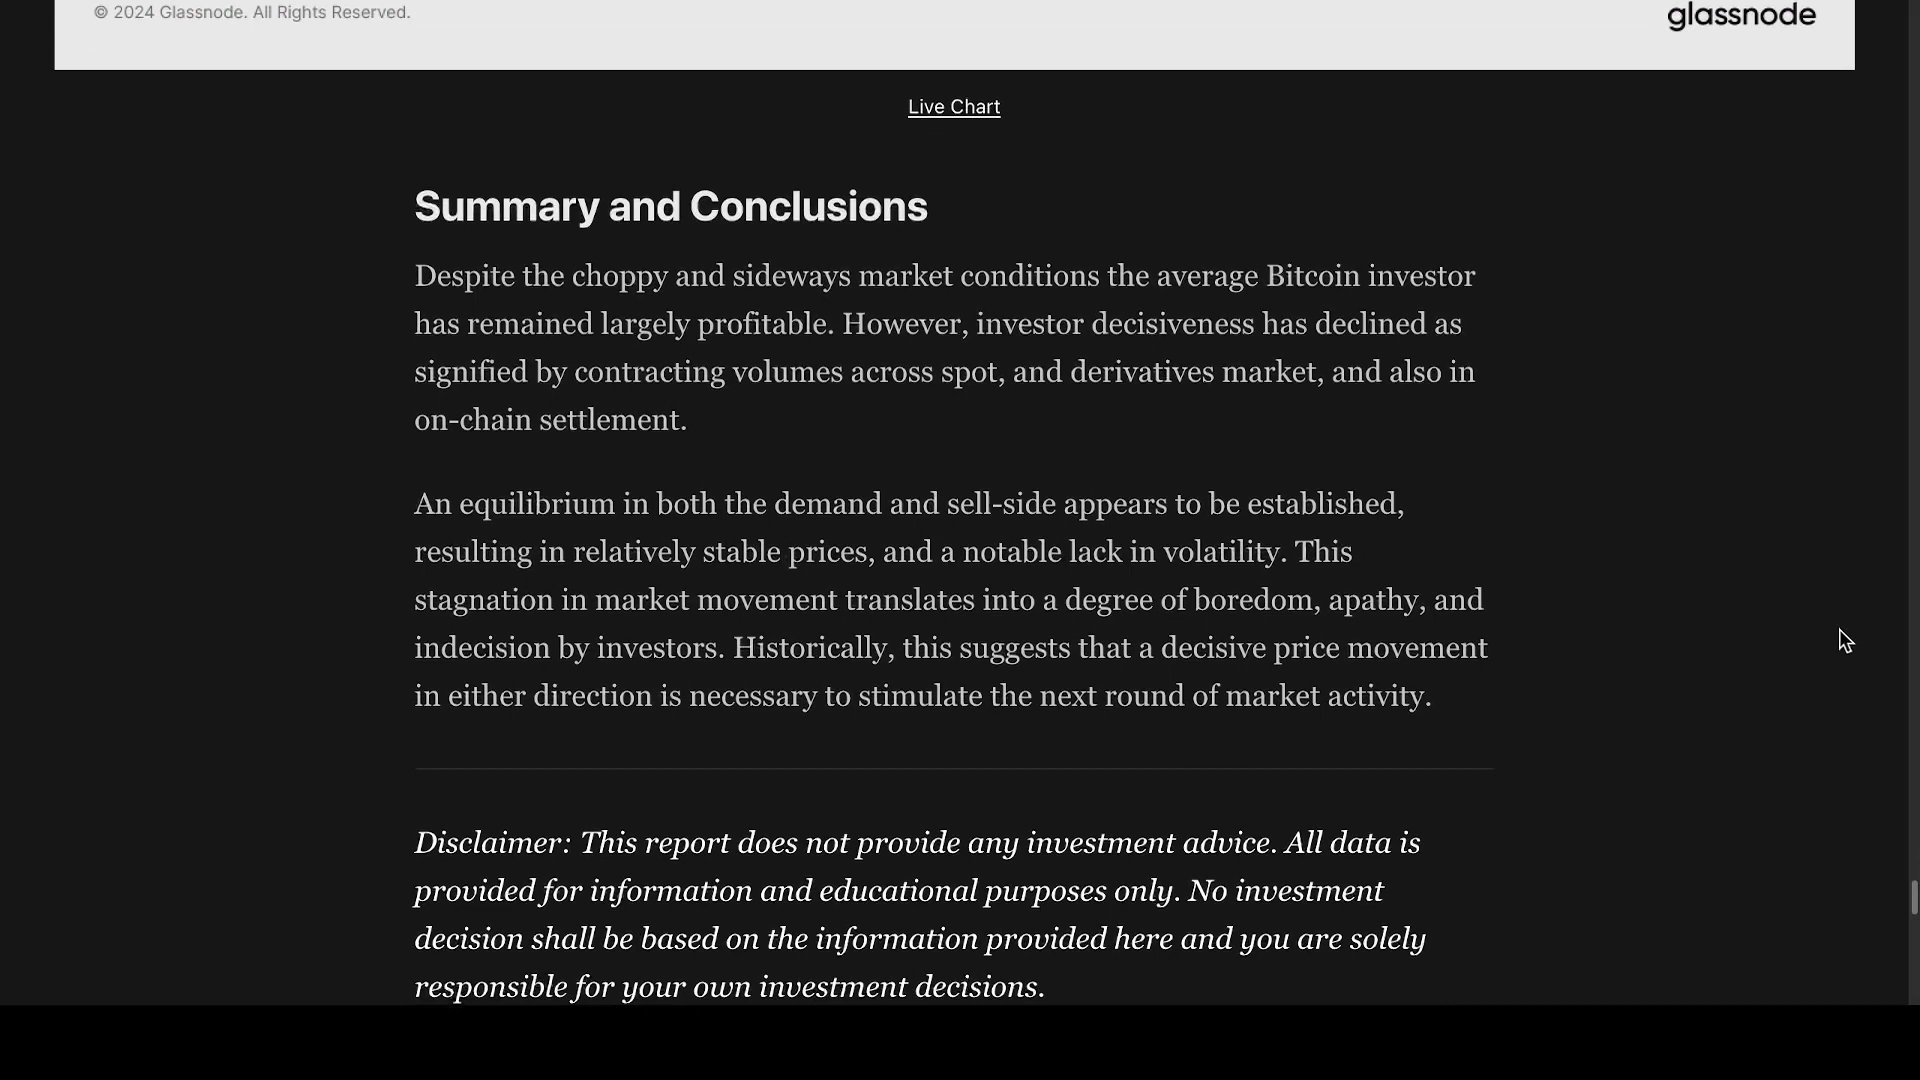 © 2024 Glassnode. All Rights Reserved.
glassnode
Live Chart
Summary and Conclusions
Despite the choppy and sideways market conditions the average Bitcoin investor
has remained largely profitable. However, investor decisiveness has declined as
signified by contracting volumes across spot, and derivatives market, and also in
on-chain settlement.
An equilibrium in both the demand and sell-side appears to be established,
resulting in relatively stable prices, and a notable lack in volatility. This
stagnation in market movement translates into a degree of boredom, apathy, and
indecision by investors. Historically, this suggests that a decisive price movement
in either direction is necessary to stimulate the next round of market activity.
Disclaimer: This report does not provide any investment advice. All data is
provided for information and educational purposes only. No investment
decision shall be based on the information provided here and you are solely
responsible for your own investment decisions.